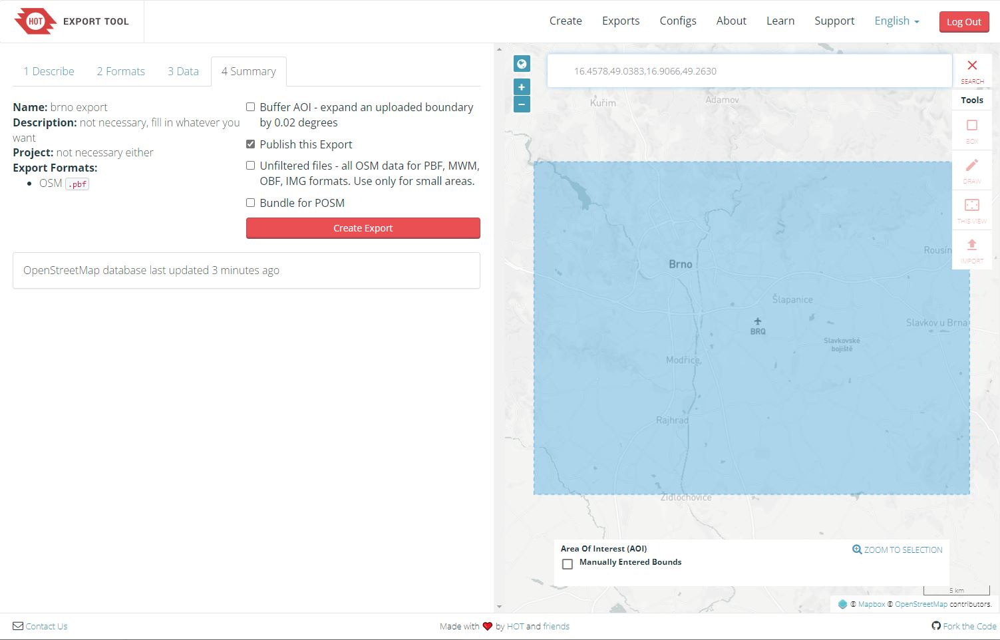 HOT EXPORT TOOL
Create Exports Configs About Learn Support English Log Out
1 Describe 2 Formats 3 Data 4 Summary
Name: brno export
Description: not necessary, fill in whatever you
want
Project: not necessary either
Export Formats:
OSM .pbf
Buffer AOI - expand an uploaded boundary
by 0.02 degrees
Publish this Export
Unfiltered files - all OSM data for PBF, MWM,
OBF, IMG formats. Use only for small areas.
Bundle for POSM
Create Export
OpenStreetMap database last updated 3 minutes ago
16.4578,49.0383,16.9066,49.2630
SEARCH
Tools
BOX
DRAW
THIS VIEW
IMPORT
+
−
Kuřim
Adamov
Rousín
Brno
Šlapanice
BRQ
Slavkov u Brna
Slavkovské
bojiště
Modřice
Rajhrad
Židlochovice
Area Of Interest (AOI)
ZOOM TO SELECTION
Manually Entered Bounds
5 km
© Mapbox © OpenStreetMap contributors.
Contact Us
Made with ❤ by HOT and friends
Fork the Code